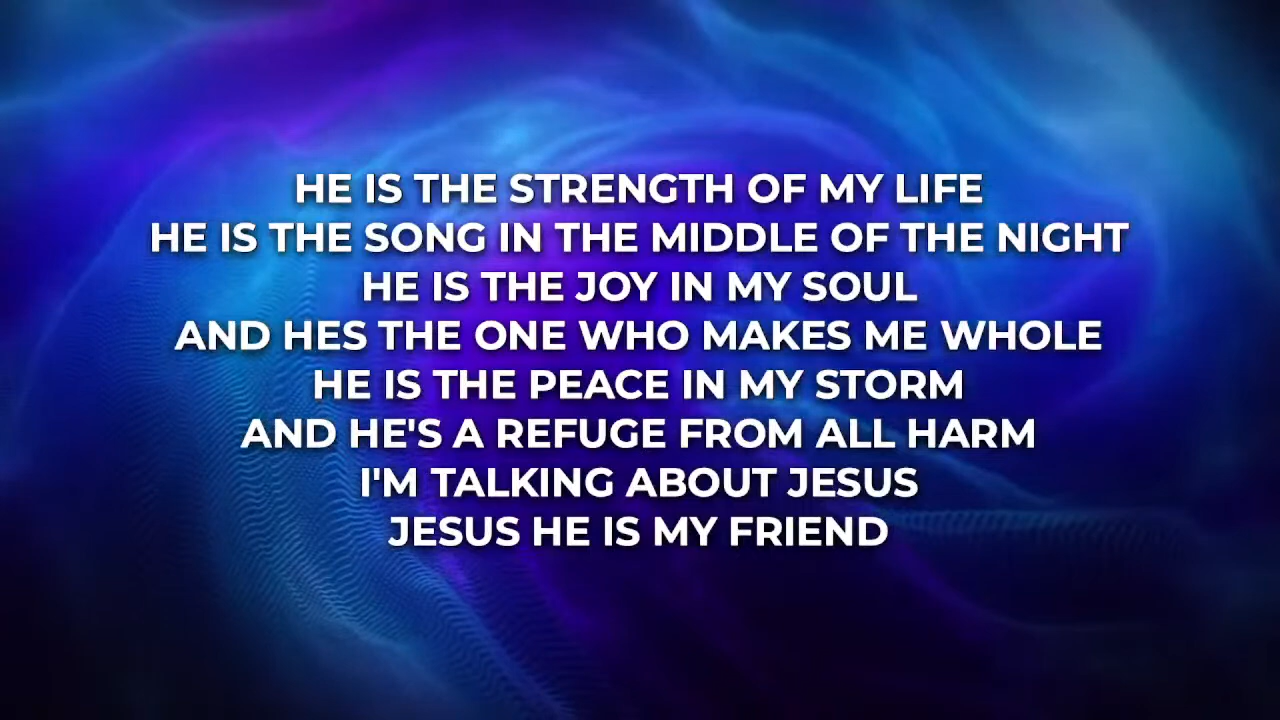 HE IS THE STRENGTH OF MY LIFE
HE IS THE SONG IN THE MIDDLE OF THE NIGHT
HE IS THE JOY IN MY SOUL
AND HES THE ONE WHO MAKES ME WHOLE
HE IS THE PEACE IN MY STORM
AND HE'S A REFUGE FROM ALL HARM
I'M TALKING ABOUT JESUS
JESUS HE IS MY FRIEND